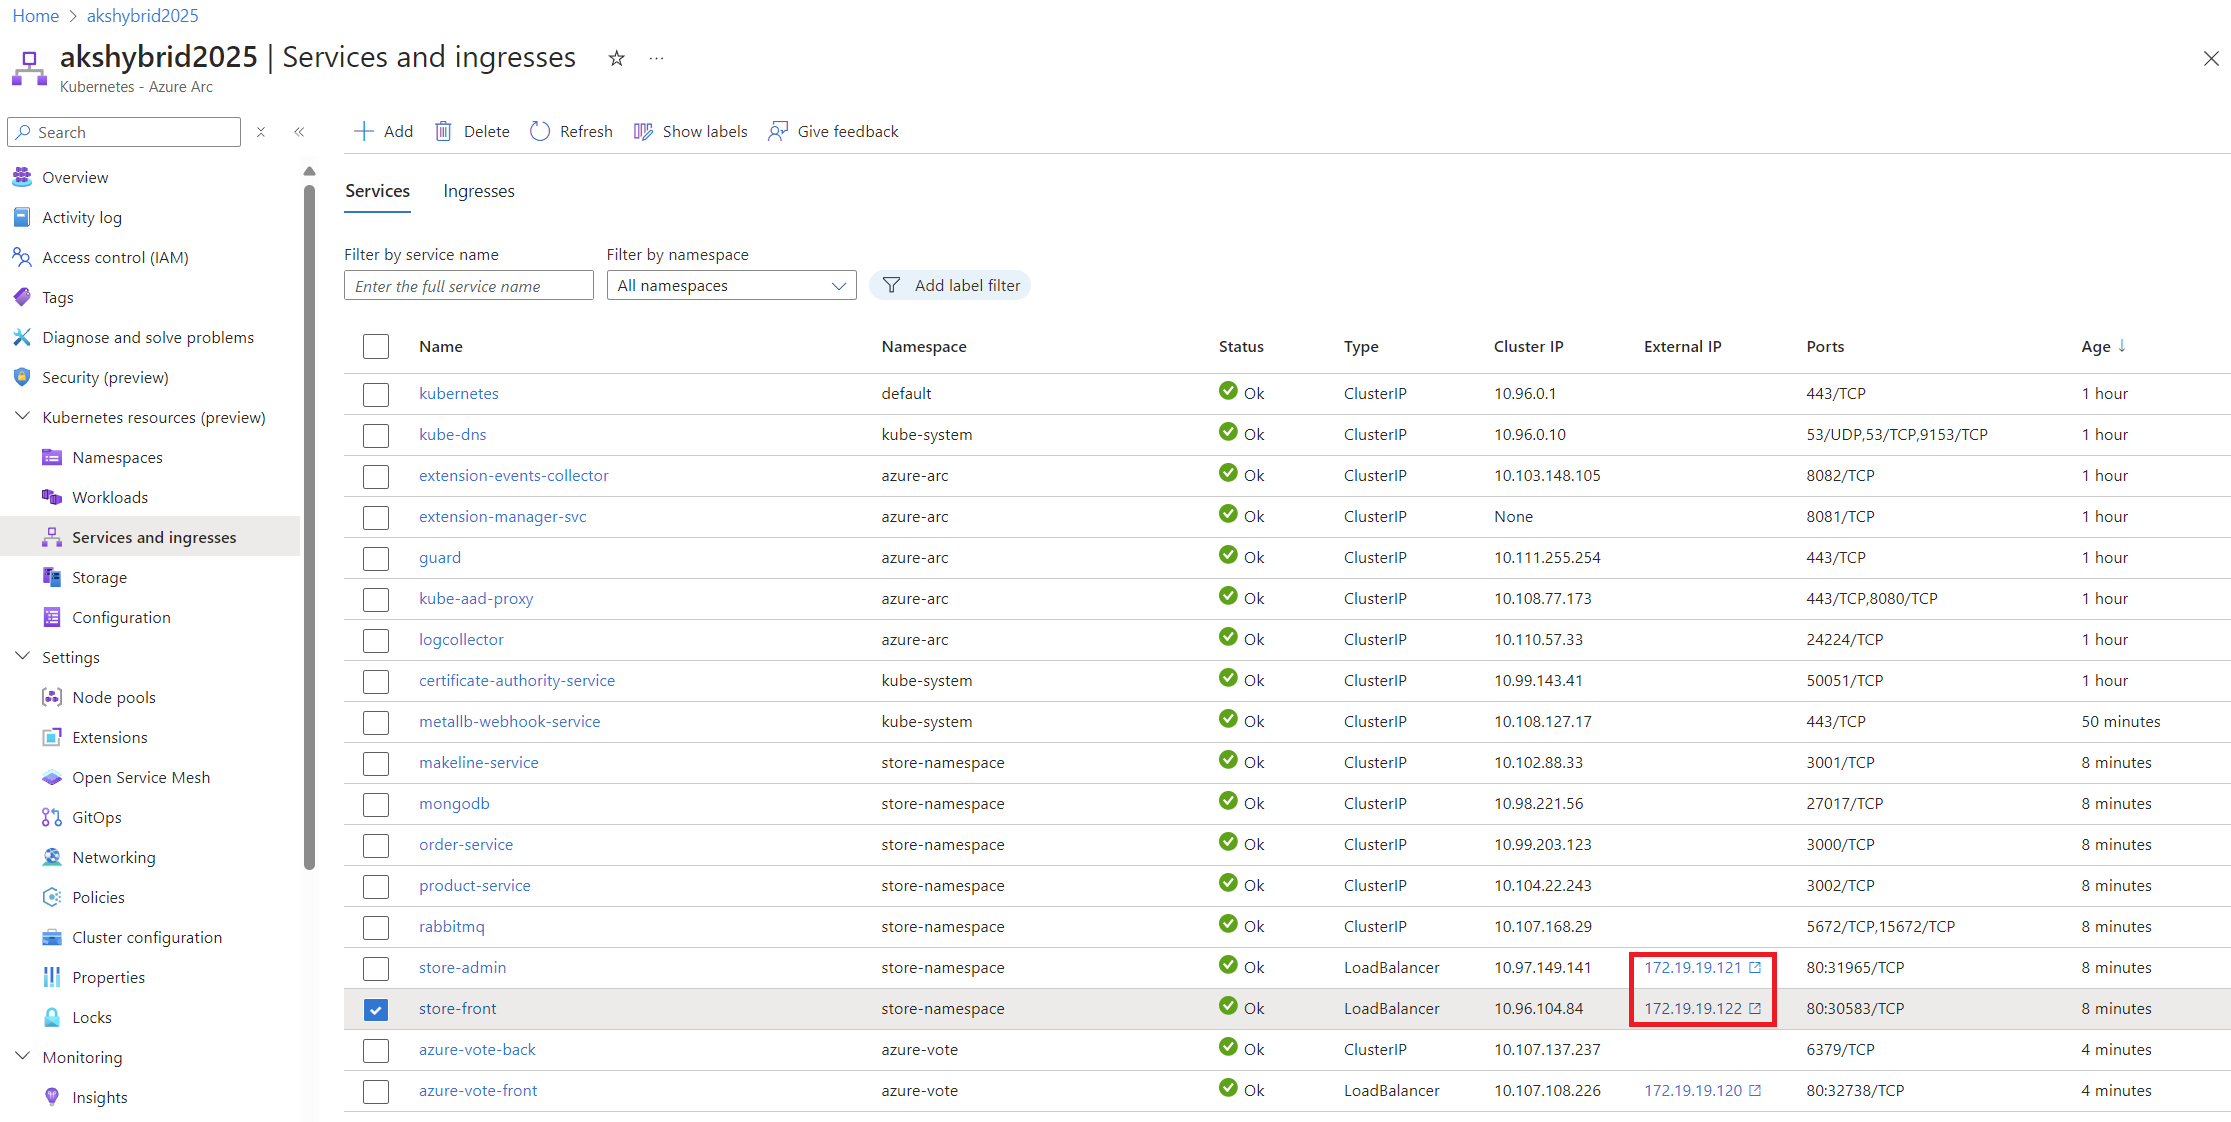 Home > akshybrid2025
akshybrid2025 | Services and ingresses
Kubernetes - Azure Arc
Search
Overview
Activity log
Access control (IAM)
Tags
Diagnose and solve problems
Security (preview)
Kubernetes resources (preview)
Namespaces
Workloads
Services and ingresses
Storage
Configuration
Settings
Node pools
Extensions
Open Service Mesh
GitOps
Networking
Policies
Cluster configuration
Properties
Locks
Monitoring
Insights
Add Delete Refresh Show labels Give feedback
Services Ingresses
Filter by service name Filter by namespace
Enter the full service name All namespaces Add label filter
Name Namespace Status Type Cluster IP External IP Ports Age ↓
kubernetes default Ok ClusterIP 10.96.0.1 443/TCP 1 hour
kube-dns kube-system Ok ClusterIP 10.96.0.10 53/UDP,53/TCP,9153/TCP 1 hour
extension-events-collector azure-arc Ok ClusterIP 10.103.148.105 8082/TCP 1 hour
extension-manager-svc azure-arc Ok ClusterIP None 8081/TCP 1 hour
guard azure-arc Ok ClusterIP 10.111.255.254 443/TCP 1 hour
kube-aad-proxy azure-arc Ok ClusterIP 10.108.77.173 443/TCP,8080/TCP 1 hour
logcollector azure-arc Ok ClusterIP 10.110.57.33 24224/TCP 1 hour
certificate-authority-service kube-system Ok ClusterIP 10.99.143.41 50051/TCP 1 hour
metallb-webhook-service kube-system Ok ClusterIP 10.108.127.17 443/TCP 50 minutes
makeline-service store-namespace Ok ClusterIP 10.102.88.33 3001/TCP 8 minutes
mongodb store-namespace Ok ClusterIP 10.98.221.56 27017/TCP 8 minutes
order-service store-namespace Ok ClusterIP 10.99.203.123 3000/TCP 8 minutes
product-service store-namespace Ok ClusterIP 10.104.22.243 3002/TCP 8 minutes
rabbitmq store-namespace Ok ClusterIP 10.107.168.29 5672/TCP,15672/TCP 8 minutes
store-admin store-namespace Ok LoadBalancer 10.97.149.141 172.19.19.121 80:31965/TCP 8 minutes
store-front store-namespace Ok LoadBalancer 10.96.104.84 172.19.19.122 80:30583/TCP 8 minutes
azure-vote-back azure-vote Ok ClusterIP 10.107.137.237 6379/TCP 4 minutes
azure-vote-front azure-vote Ok LoadBalancer 10.107.108.226 172.19.19.120 80:32738/TCP 4 minutes